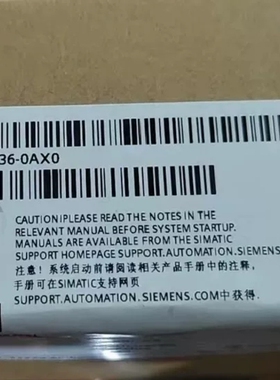 36-0AX0
CAUTION!PLEASE READ THE NOTES IN THE
RELEVANT MANUAL BEFORE SYSTEM STARTUP.
MANUALS ARE AVAILABLE FROM THE SIMATIC
SUPPORT HOMEPAGE SUPPORT.AUTOMATION.SIEMENS
注意！系统启动前请阅读相关产品手册中的注释，
手册可在SIMATIC支持网页
SUPPORT.AUTOMATION.SIEMENS.COM中获得.